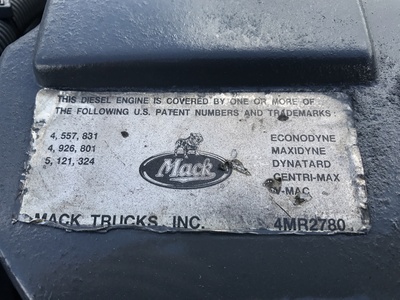 THIS DIESEL ENGINE IS COVERED BY ONE OR MORE OF
THE FOLLOWING U.S. PATENT NUMBERS AND TRADEMARKS:
4, 557, 831
4, 926, 801
5, 121, 324
Mack
ECONODYNE
MAXIDYNE
DYNATARD
CENTRI-MAX
V-MAC
MACK TRUCKS, INC.
4MR2780